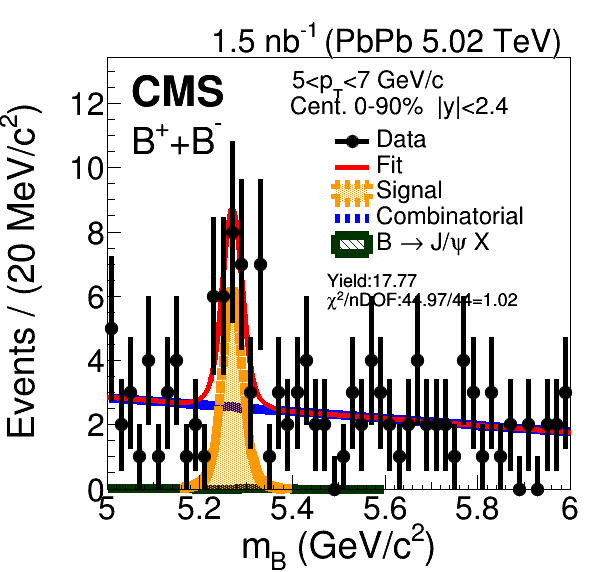 1.5 nb⁻¹ (PbPb 5.02 TeV)
CMS
5<p_T<7 GeV/c
Cent. 0-90% |y|<2.4
B⁺+B⁻
Data
Fit
Signal
Combinatorial
B → J/ψ X
Yield:17.77
χ²/nDOF:44.97/44=1.02
Events / (20 MeV/c²)
12
10
8
6
4
2
0
5 5.2 5.4 5.6 5.8 6
m_B (GeV/c²)